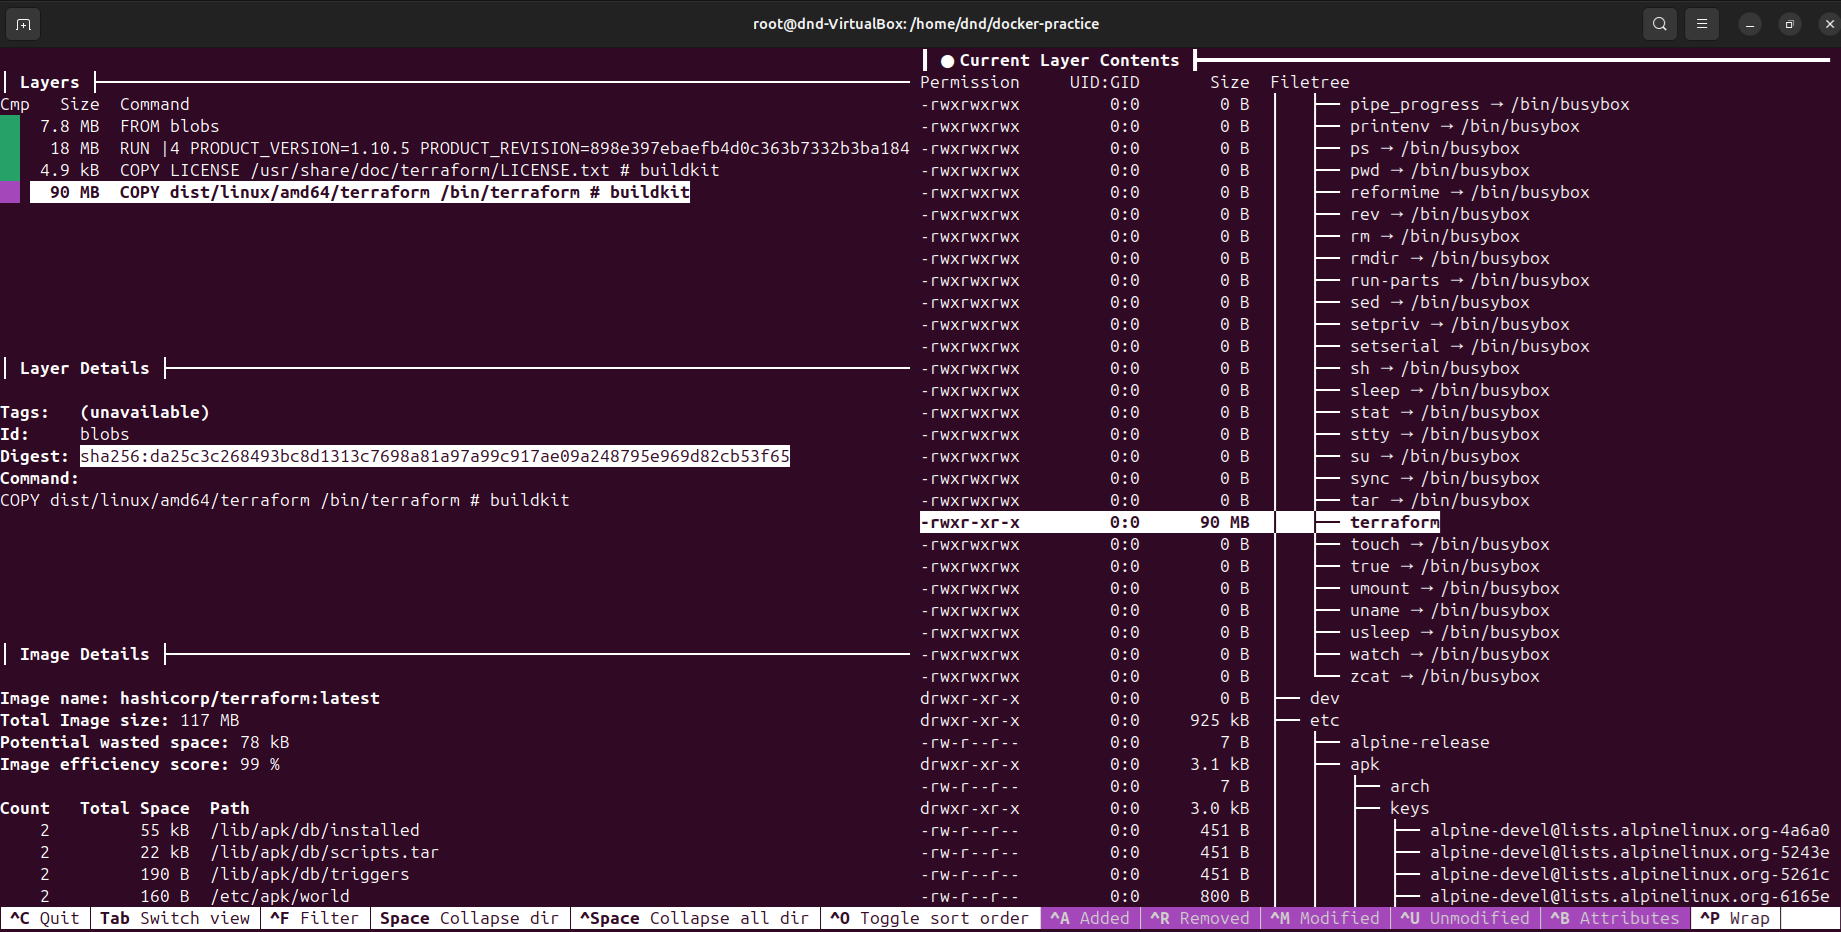 root@dnd-VirtualBox: /home/dnd/docker-practice
Layers
Cmp Size Command
7.8 MB FROM blobs
18 MB RUN |4 PRODUCT_VERSION=1.10.5 PRODUCT_REVISION=898e397ebaefb4d0c363b7332b3ba184
4.9 kB COPY LICENSE /usr/share/doc/terraform/LICENSE.txt # buildkit
90 MB COPY dist/linux/amd64/terraform /bin/terraform # buildkit
Layer Details
Tags: (unavailable)
Id: blobs
Digest: sha256:da25c3c268493bc8d1313c7698a81a97a99c917ae09a248795e969d82cb53f65
Command:
COPY dist/linux/amd64/terraform /bin/terraform # buildkit
Image Details
Image name: hashicorp/terraform:latest
Total Image size: 117 MB
Potential wasted space: 78 kB
Image efficiency score: 99 %
Count Total Space Path
2 55 kB /lib/apk/db/installed
2 22 kB /lib/apk/db/scripts.tar
2 190 B /lib/apk/db/triggers
2 160 B /etc/apk/world
● Current Layer Contents
Permission UID:GID Size Filetree
-rwxrwxrwx 0:0 0 B ├── pipe_progress → /bin/busybox
-rwxrwxrwx 0:0 0 B ├── printenv → /bin/busybox
-rwxrwxrwx 0:0 0 B ├── ps → /bin/busybox
-rwxrwxrwx 0:0 0 B ├── pwd → /bin/busybox
-rwxrwxrwx 0:0 0 B ├── reformime → /bin/busybox
-rwxrwxrwx 0:0 0 B ├── rev → /bin/busybox
-rwxrwxrwx 0:0 0 B ├── rm → /bin/busybox
-rwxrwxrwx 0:0 0 B ├── rmdir → /bin/busybox
-rwxrwxrwx 0:0 0 B ├── run-parts → /bin/busybox
-rwxrwxrwx 0:0 0 B ├── sed → /bin/busybox
-rwxrwxrwx 0:0 0 B ├── setpriv → /bin/busybox
-rwxrwxrwx 0:0 0 B ├── setserial → /bin/busybox
-rwxrwxrwx 0:0 0 B ├── sh → /bin/busybox
-rwxrwxrwx 0:0 0 B ├── sleep → /bin/busybox
-rwxrwxrwx 0:0 0 B ├── stat → /bin/busybox
-rwxrwxrwx 0:0 0 B ├── stty → /bin/busybox
-rwxrwxrwx 0:0 0 B ├── su → /bin/busybox
-rwxrwxrwx 0:0 0 B ├── sync → /bin/busybox
-rwxrwxrwx 0:0 0 B ├── tar → /bin/busybox
-rwxr-xr-x 0:0 90 MB ├── terraform
-rwxrwxrwx 0:0 0 B ├── touch → /bin/busybox
-rwxrwxrwx 0:0 0 B ├── true → /bin/busybox
-rwxrwxrwx 0:0 0 B ├── umount → /bin/busybox
-rwxrwxrwx 0:0 0 B ├── uname → /bin/busybox
-rwxrwxrwx 0:0 0 B ├── usleep → /bin/busybox
-rwxrwxrwx 0:0 0 B ├── watch → /bin/busybox
-rwxrwxrwx 0:0 0 B └── zcat → /bin/busybox
drwxr-xr-x 0:0 0 B ├── dev
drwxr-xr-x 0:0 925 kB ├── etc
-rw-r--r-- 0:0 7 B ├── alpine-release
drwxr-xr-x 0:0 3.1 kB ├── apk
-rw-r--r-- 0:0 7 B ├── arch
drwxr-xr-x 0:0 3.0 kB ├── keys
-rw-r--r-- 0:0 451 B ├── alpine-devel@lists.alpinelinux.org-4a6a0
-rw-r--r-- 0:0 451 B ├── alpine-devel@lists.alpinelinux.org-5243e
-rw-r--r-- 0:0 451 B ├── alpine-devel@lists.alpinelinux.org-5261c
-rw-r--r-- 0:0 800 B ├── alpine-devel@lists.alpinelinux.org-6165e
^C Quit Tab Switch view ^F Filter Space Collapse dir ^Space Collapse all dir ^O Toggle sort order ^A Added ^R Removed ^M Modified ^U Unmodified ^B Attributes ^P Wrap